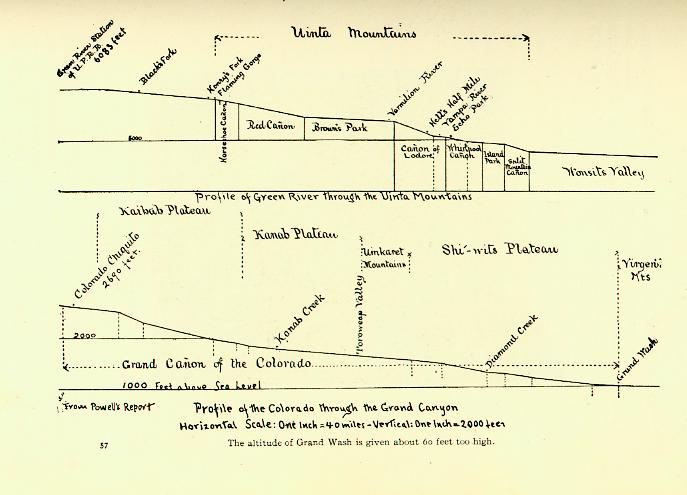 Uinta Mountains
Green River Station
of U.P.R.R.
6083 feet
Black's Fork
Henry's Fork
Flaming Gorge
Vermilion River
Hell's Half Mile
Yampa River
Echo Park
Horseshoe Cañon
Red Cañon
Brown's Park
6000
Cañon of
Lodore
Whirlpool
Cañon
Island
Park
Split
Mountain
Cañon
Wonsits Valley
Profile of Green River through the Uinta Mountains
Kaibab Plateau
Kanab Plateau
Uinkaret
Mountains
Shi'-wits Plateau
Virgen
Mts
Colorado Chiquito
2690 feet.
Toroweap Valley
Kanab Creek
Diamond Creek
Grand Wash
2000
Grand Cañon of the Colorado
1000 Feet above Sea Level
From Powell's Report
Profile of the Colorado through the Grand Canyon
Horizontal Scale: One Inch = 40 miles - Vertical: One Inch = 2000 feet
57
The altitude of Grand Wash is given about 60 feet too high.